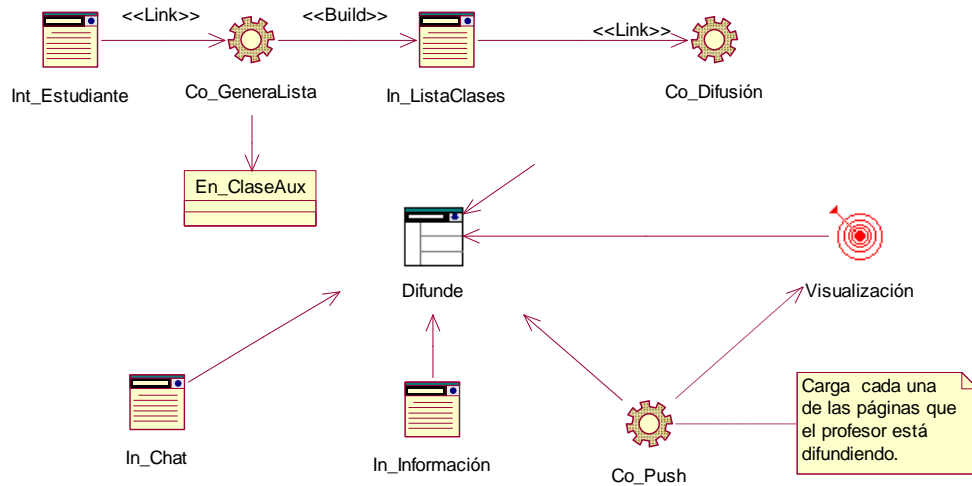 <<Link>>
<<Build>>
<<Link>>
Int_Estudiante
Co_GeneraLista
In_ListaClases
Co_Difusión
En_ClaseAux
Difunde
Visualización
Carga cada una
de las páginas que
el profesor está
difundiendo.
In_Chat
In_Información
Co_Push